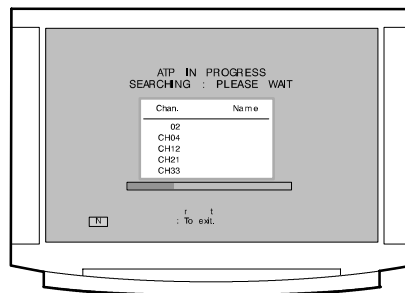 ATP IN PROGRESS
SEARCHING : PLEASE WAIT
Chan. Name
02
CH04
CH12
CH21
CH33
N : To exit.